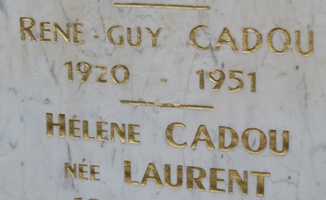 RENÉ GUY CADOU
1920 - 1951
HÉLÈNE CADOU
NÉE LAURENT